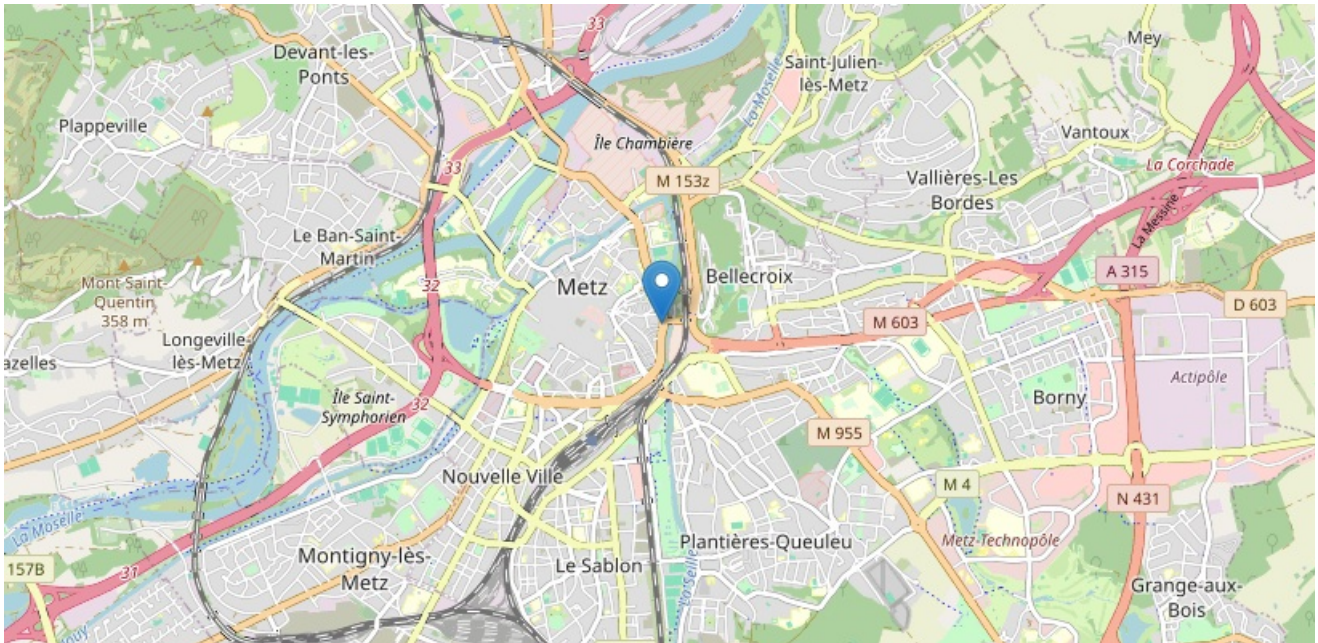 33
Devant-les-
Ponts
Mey
Saint-Julien-
lès-Metz
La Moselle
Plappeville
Île Chambière
Vantoux
La Corchade
33
M 153z
Vallières-Les
Bordes
La Messine
Le Ban-Saint-
Martin
Mont Saint-
Quentin
358 m
32
Metz
Bellecroix
A 315
D 603
M 603
Longeville-
lès-Metz
azelles
Île Saint-
Symphorien
32
Actipôle
Borny
M 955
Nouvelle Ville
M 4
N 431
La Moselle
Montigny-lès-
Metz
Le Sablon
Plantières-Queuleu
Metz-Technopôle
157B
31
La Seille
Grange-aux-
Bois
ouy